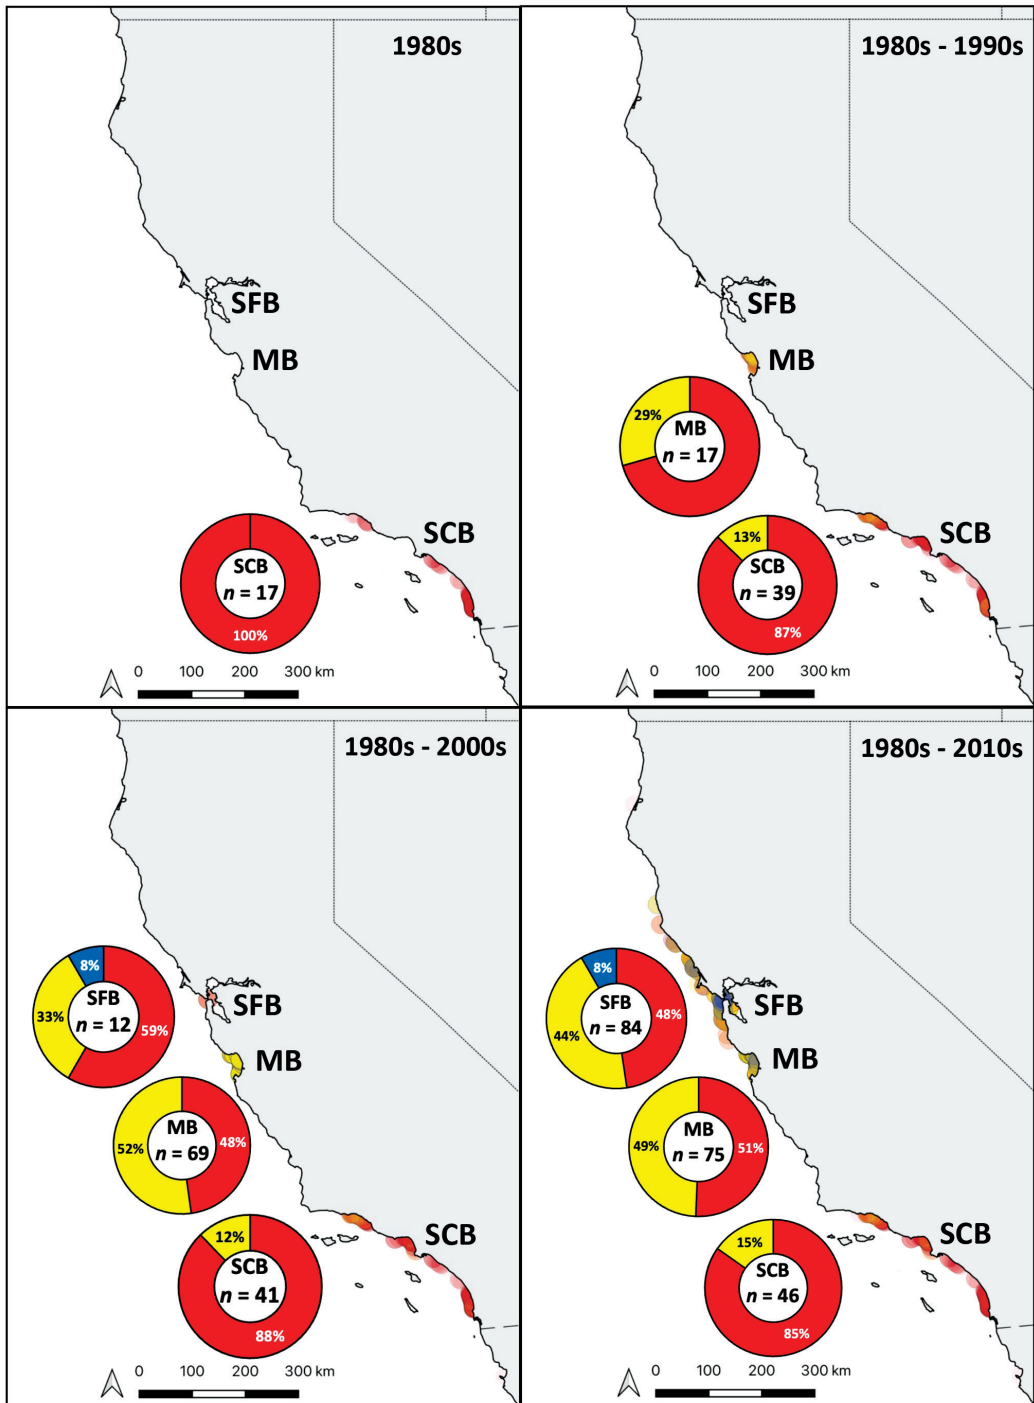 1980s
SFB
MB
SCB
SCB
n = 17
100%
0 100 200 300 km
1980s - 1990s
SFB
MB
29%
MB
n = 17
SCB
13%
SCB
n = 39
87%
0 100 200 300 km
1980s - 2000s
8%
SFB
n = 12
33%
59%
SFB
MB
MB
n = 69
52%
48%
SCB
12%
SCB
n = 41
88%
0 100 200 300 km
1980s - 2010s
8%
SFB
n = 84
44%
48%
SFB
MB
MB
n = 75
49%
51%
SCB
15%
SCB
n = 46
85%
0 100 200 300 km